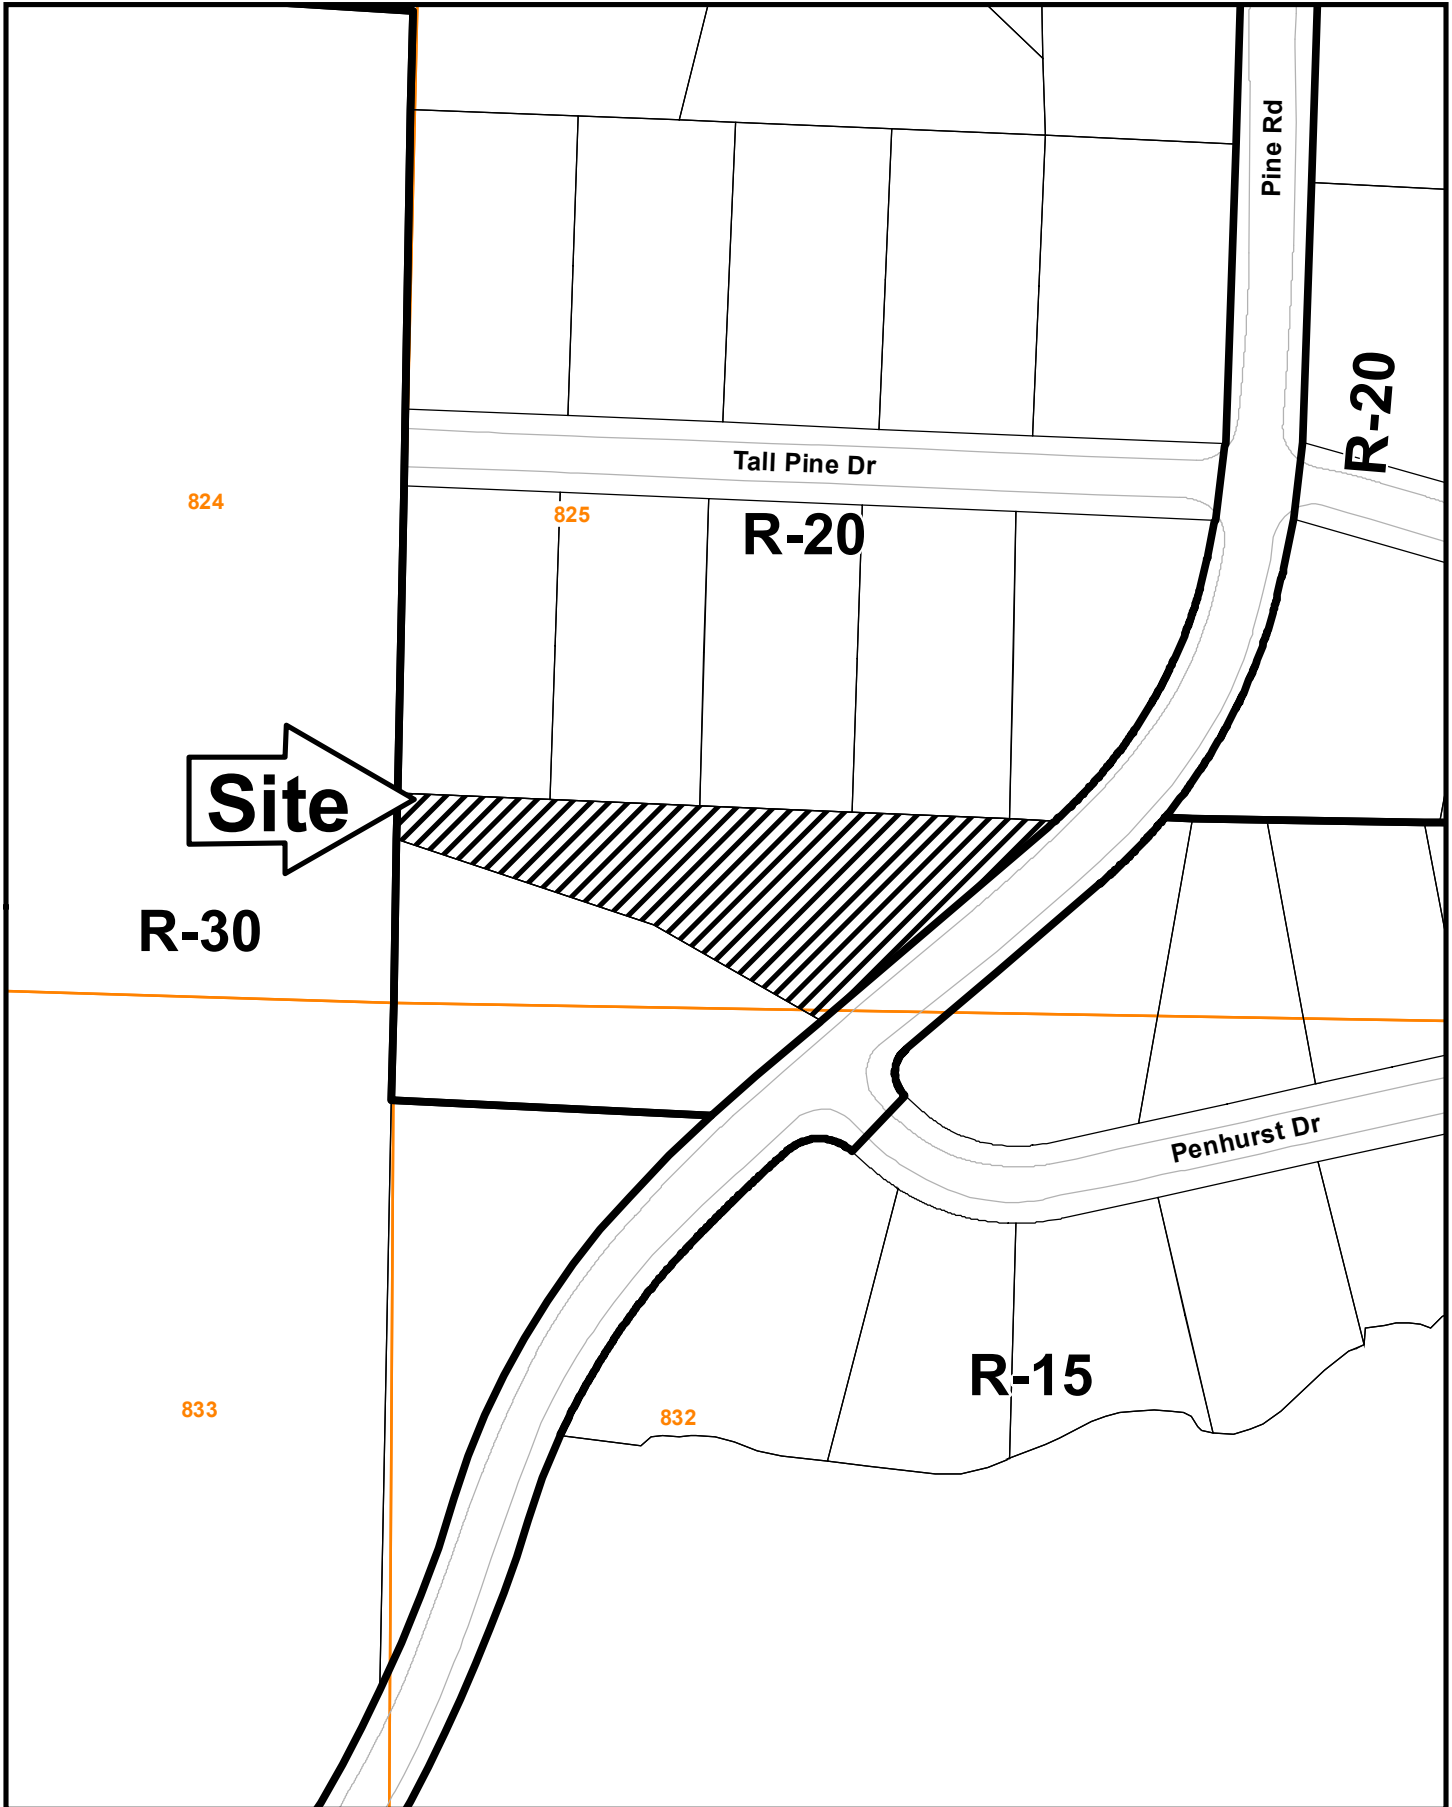 Pine Rd
R-20
Tall Pine Dr
824
825
R-20
Site
R-30
Penhurst Dr
R-15
833
832